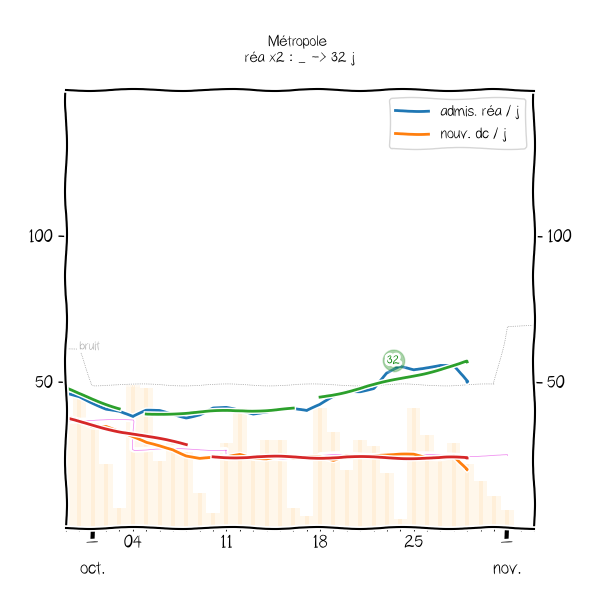 Métropole
réa x2 : _ -> 32 j
admis. réa / j
nouv. dc / j
100
100
... bruit
32
50
50
04
11
18
25
oct.
nov.